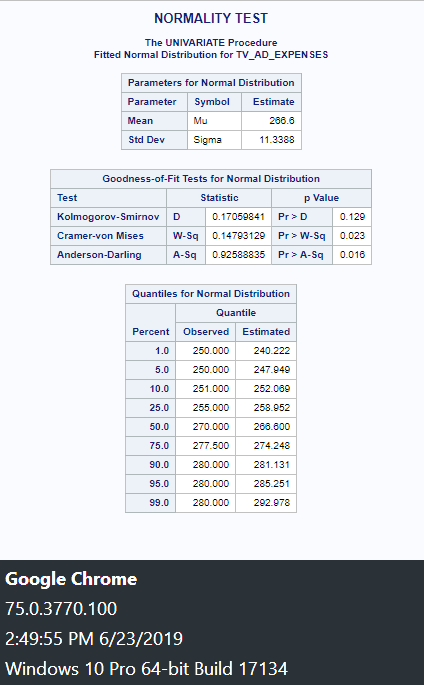 NORMALITY TEST
The UNIVARIATE Procedure
Fitted Normal Distribution for TV_AD_EXPENSES
Parameters for Normal Distribution
Parameter Symbol Estimate
Mean Mu 266.6
Std Dev Sigma 11.3388
Goodness-of-Fit Tests for Normal Distribution
Test Statistic p Value
Kolmogorov-Smirnov D 0.17059841 Pr > D 0.129
Cramer-von Mises W-Sq 0.14793129 Pr > W-Sq 0.023
Anderson-Darling A-Sq 0.92588835 Pr > A-Sq 0.016
Quantiles for Normal Distribution
Quantile
Percent Observed Estimated
1.0 250.000 240.222
5.0 250.000 247.949
10.0 251.000 252.069
25.0 255.000 258.952
50.0 270.000 266.600
75.0 277.500 274.248
90.0 280.000 281.131
95.0 280.000 285.251
99.0 280.000 292.978
Google Chrome
75.0.3770.100
2:49:55 PM 6/23/2019
Windows 10 Pro 64-bit Build 17134